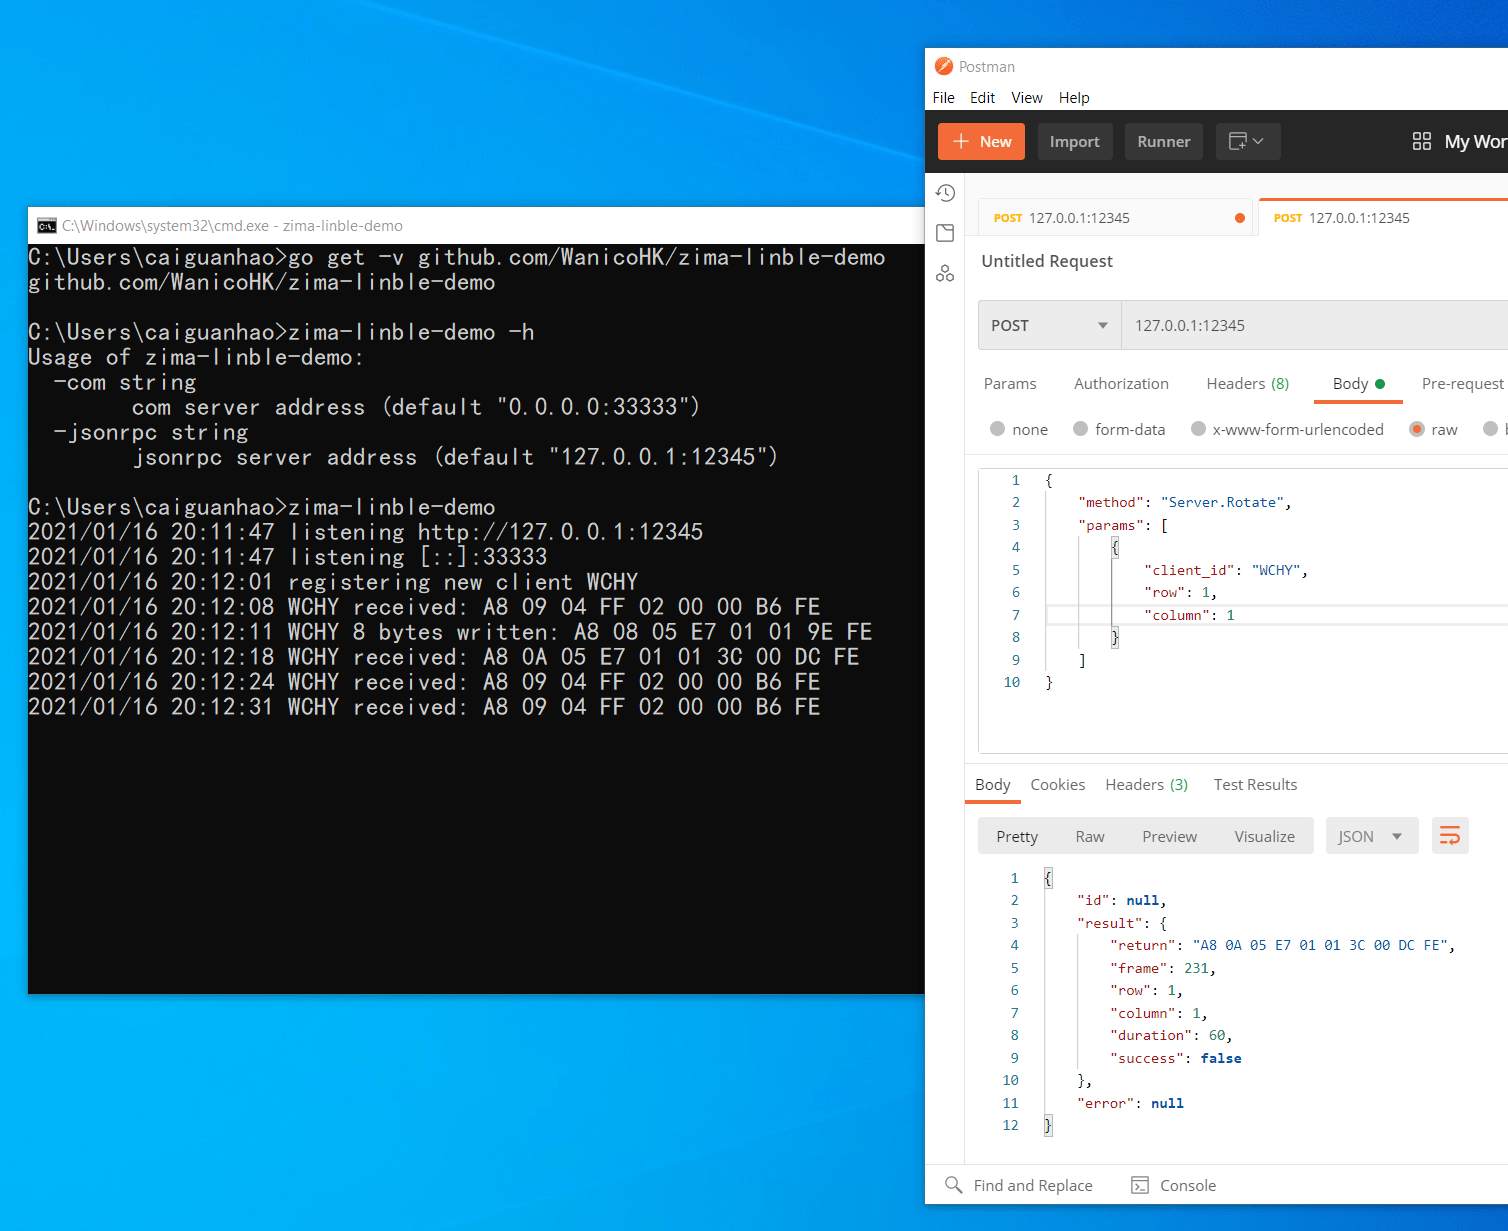 C:\Windows\system32\cmd.exe - zima-linble-demo
C:\Users\caiguanhao>go get -v github.com/WanicoHK/zima-linble-demo
github.com/WanicoHK/zima-linble-demo
C:\Users\caiguanhao>zima-linble-demo -h
Usage of zima-linble-demo:
-com string
com server address (default "0.0.0.0:33333")
-jsonrpc string
jsonrpc server address (default "127.0.0.1:12345")
C:\Users\caiguanhao>zima-linble-demo
2021/01/16 20:11:47 listening http://127.0.0.1:12345
2021/01/16 20:11:47 listening [::]:33333
2021/01/16 20:12:01 registering new client WCHY
2021/01/16 20:12:08 WCHY received: A8 09 04 FF 02 00 00 B6 FE
2021/01/16 20:12:11 WCHY 8 bytes written: A8 08 05 E7 01 01 9E FE
2021/01/16 20:12:18 WCHY received: A8 0A 05 E7 01 01 3C 00 DC FE
2021/01/16 20:12:24 WCHY received: A8 09 04 FF 02 00 00 B6 FE
2021/01/16 20:12:31 WCHY received: A8 09 04 FF 02 00 00 B6 FE
Postman
File Edit View Help
+ New Import Runner My Wor
POST 127.0.0.1:12345 POST 127.0.0.1:12345
Untitled Request
POST 127.0.0.1:12345
Params Authorization Headers (8) Body Pre-request
none form-data x-www-form-urlencoded raw
1 {
2 "method": "Server.Rotate",
3 "params": [
4 {
5 "client_id": "WCHY",
6 "row": 1,
7 "column": 1
8 }
9 ]
10 }
Body Cookies Headers (3) Test Results
Pretty Raw Preview Visualize JSON
1 {
2 "id": null,
3 "result": {
4 "return": "A8 0A 05 E7 01 01 3C 00 DC FE",
5 "frame": 231,
6 "row": 1,
7 "column": 1,
8 "duration": 60,
9 "success": false
10 },
11 "error": null
12 }
Find and Replace Console